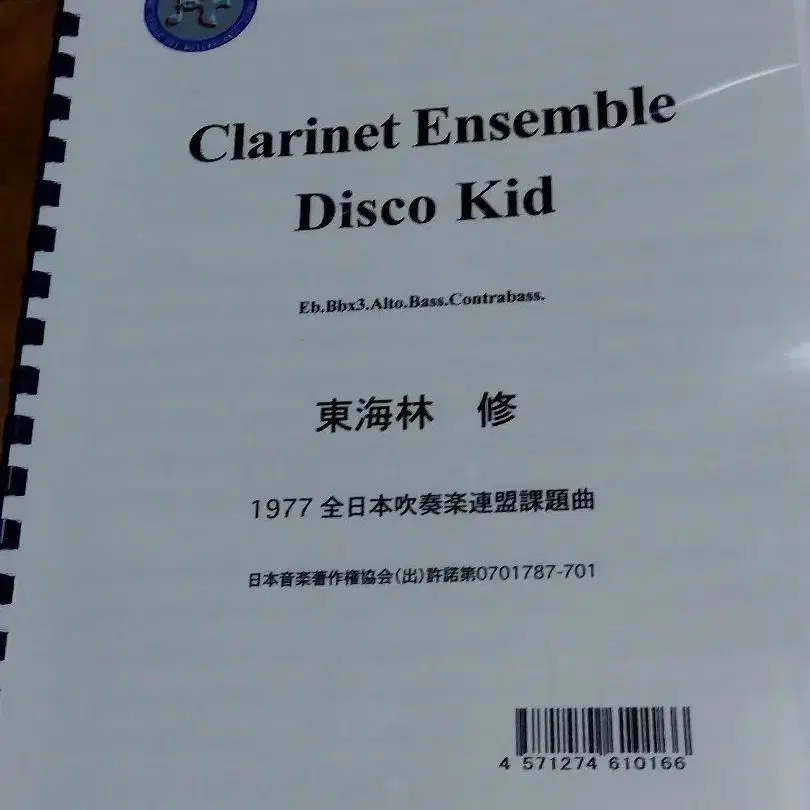 Clarinet Ensemble
Disco Kid
Eb.Bbx3.Alto.Bass.Contrabass.
東海林　修
1977 全日本吹奏楽連盟課題曲
日本音楽著作権協会(出)許諾第0701787-701
4 571274 610166